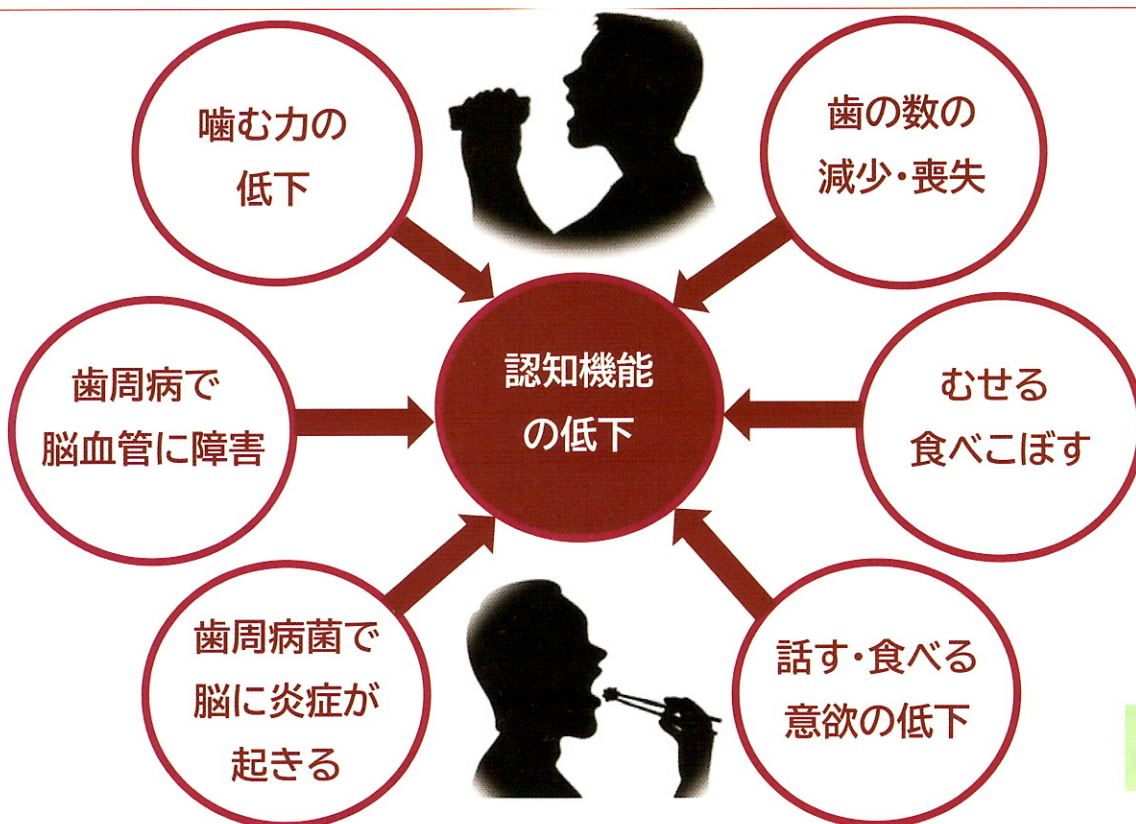 噛む力の
低下
歯の数の
減少・喪失
認知機能
の低下
歯周病で
脳血管に障害
むせる
食べこぼす
歯周病菌で
脳に炎症が
起きる
話す・食べる
意欲の低下